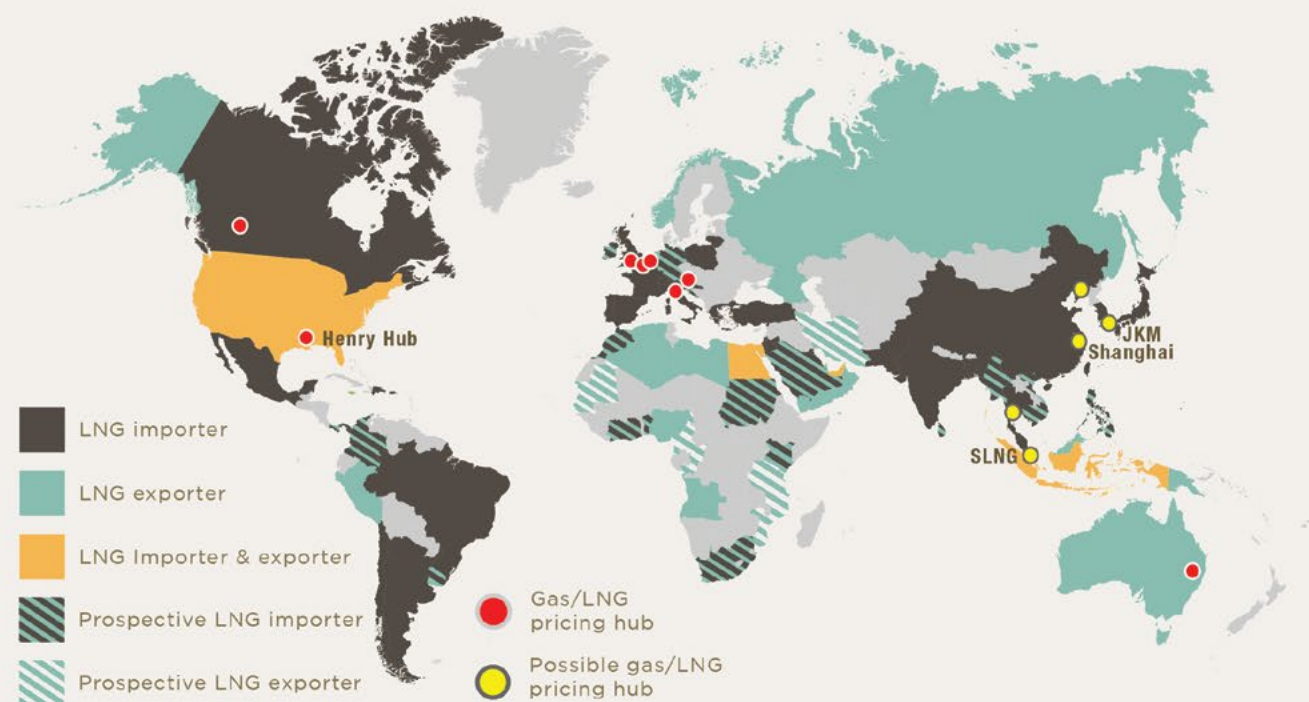 Henry Hub
JKM
Shanghai
SLNG
LNG importer
LNG exporter
LNG Importer & exporter
Prospective LNG importer
Prospective LNG exporter
Gas/LNG
pricing hub
Possible gas/LNG
pricing hub